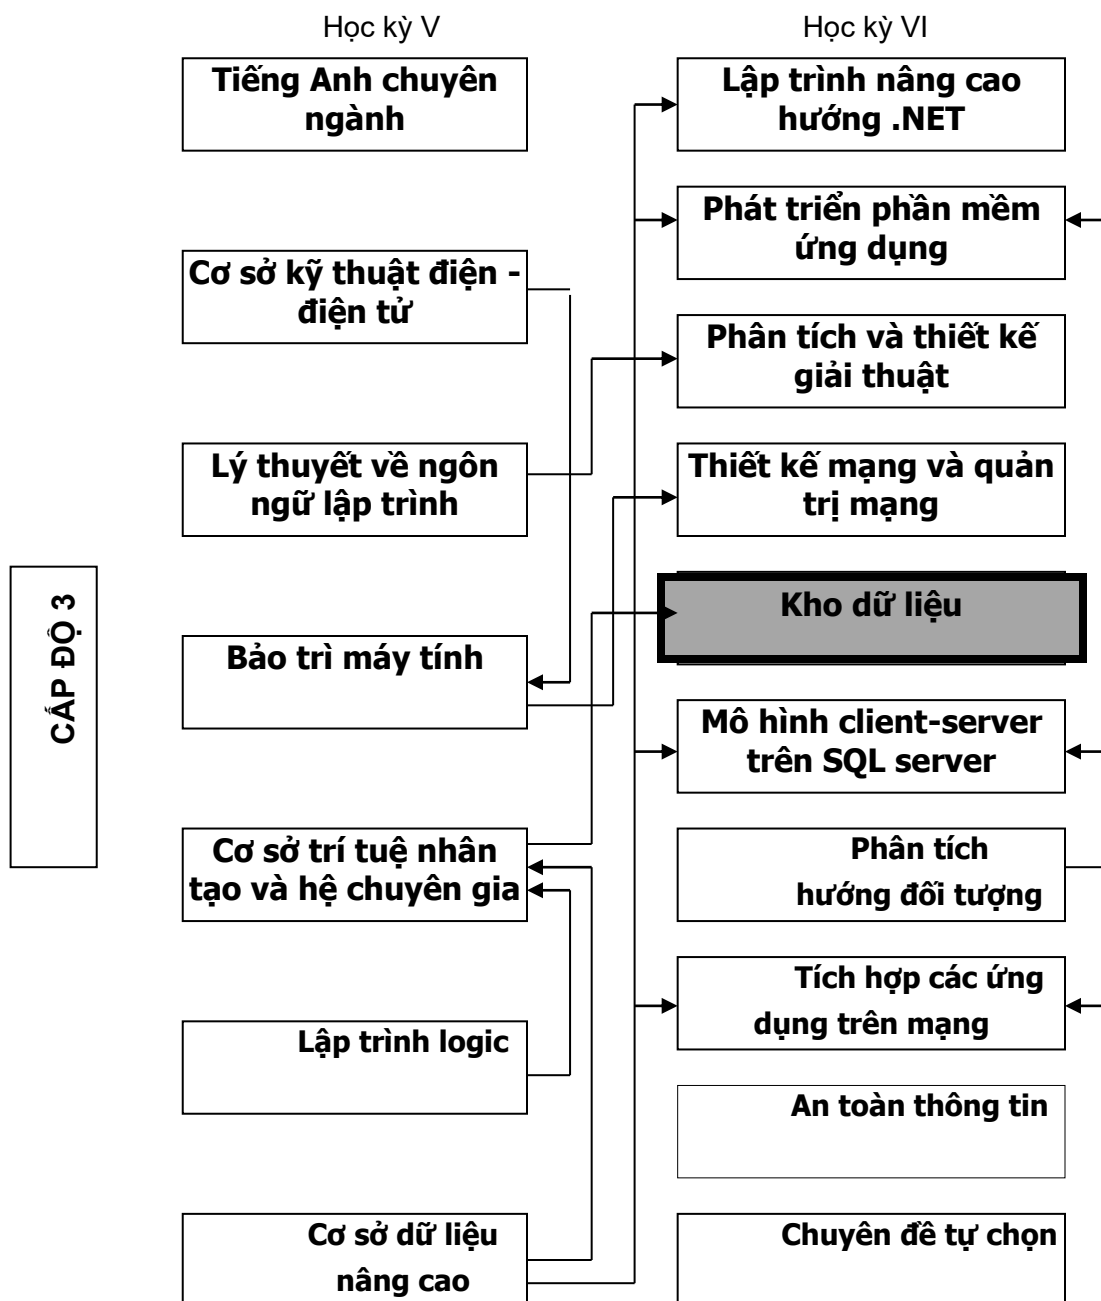 Học kỳ V
Học kỳ VI
Tiếng Anh chuyên
ngành
Lập trình nâng cao
hướng .NET
Phát triển phần mềm
ứng dụng
Cơ sở kỹ thuật điện -
điện tử
Phân tích và thiết kế
giải thuật
Lý thuyết về ngôn
ngữ lập trình
Thiết kế mạng và quản
trị mạng
CẤP ĐỘ 3
Kho dữ liệu
Bảo trì máy tính
Mô hình client-server
trên SQL server
Cơ sở trí tuệ nhân
tạo và hệ chuyên gia
Phân tích
hướng đối tượng
Tích hợp các ứng
dụng trên mạng
Lập trình logic
An toàn thông tin
Cơ sở dữ liệu
nâng cao
Chuyên đề tự chọn